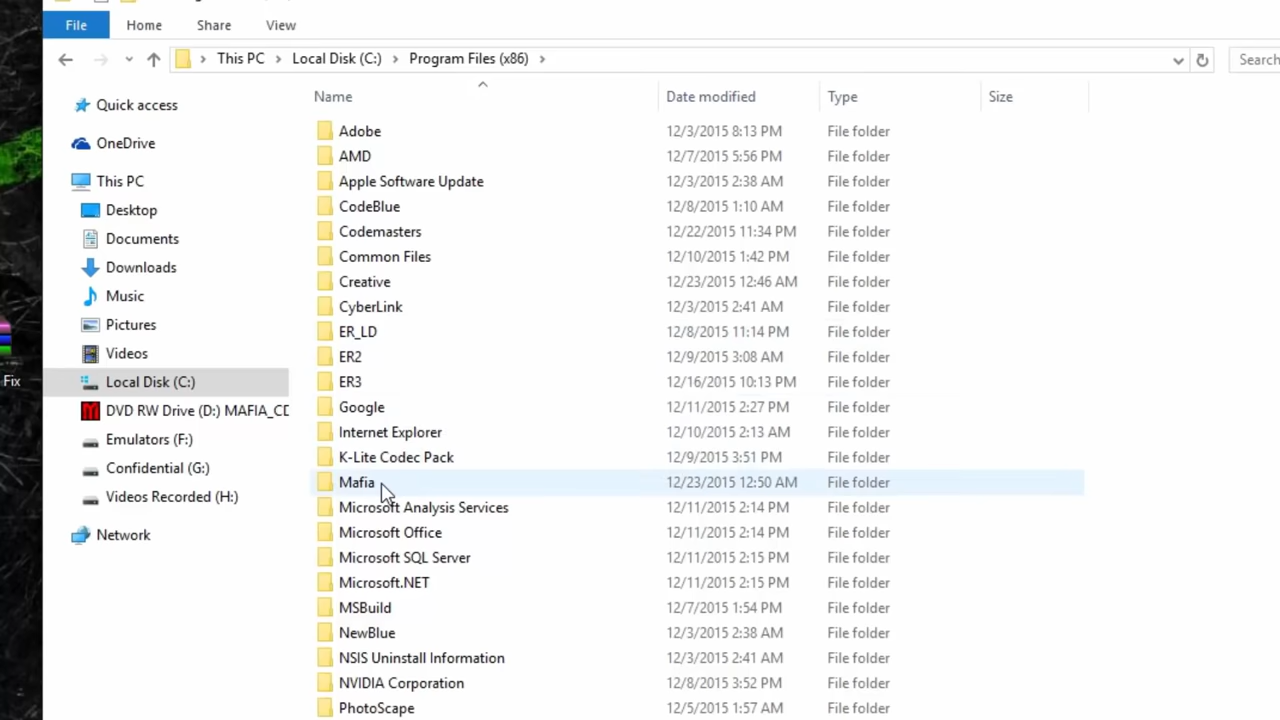 File Home Share View
This PC Local Disk (C:) Program Files (x86) Search
Name Date modified Type Size
Quick access
OneDrive
This PC
Desktop
Documents
Downloads
Music
Pictures
Videos
Local Disk (C:)
DVD RW Drive (D:) MAFIA_CD
Emulators (F:)
Confidential (G:)
Videos Recorded (H:)
Network
Fix
Adobe 12/3/2015 8:13 PM File folder
AMD 12/7/2015 5:56 PM File folder
Apple Software Update 12/3/2015 2:38 AM File folder
CodeBlue 12/8/2015 1:10 AM File folder
Codemasters 12/22/2015 11:34 PM File folder
Common Files 12/10/2015 1:42 PM File folder
Creative 12/23/2015 12:46 AM File folder
CyberLink 12/3/2015 2:41 AM File folder
ER_LD 12/8/2015 11:14 PM File folder
ER2 12/9/2015 3:08 AM File folder
ER3 12/16/2015 10:13 PM File folder
Google 12/11/2015 2:27 PM File folder
Internet Explorer 12/10/2015 2:13 AM File folder
K-Lite Codec Pack 12/9/2015 3:51 PM File folder
Mafia 12/23/2015 12:50 AM File folder
Microsoft Analysis Services 12/11/2015 2:14 PM File folder
Microsoft Office 12/11/2015 2:14 PM File folder
Microsoft SQL Server 12/11/2015 2:15 PM File folder
Microsoft.NET 12/11/2015 2:15 PM File folder
MSBuild 12/7/2015 1:54 PM File folder
NewBlue 12/3/2015 2:38 AM File folder
NSIS Uninstall Information 12/3/2015 2:41 AM File folder
NVIDIA Corporation 12/8/2015 3:52 PM File folder
PhotoScape 12/5/2015 1:57 AM File folder